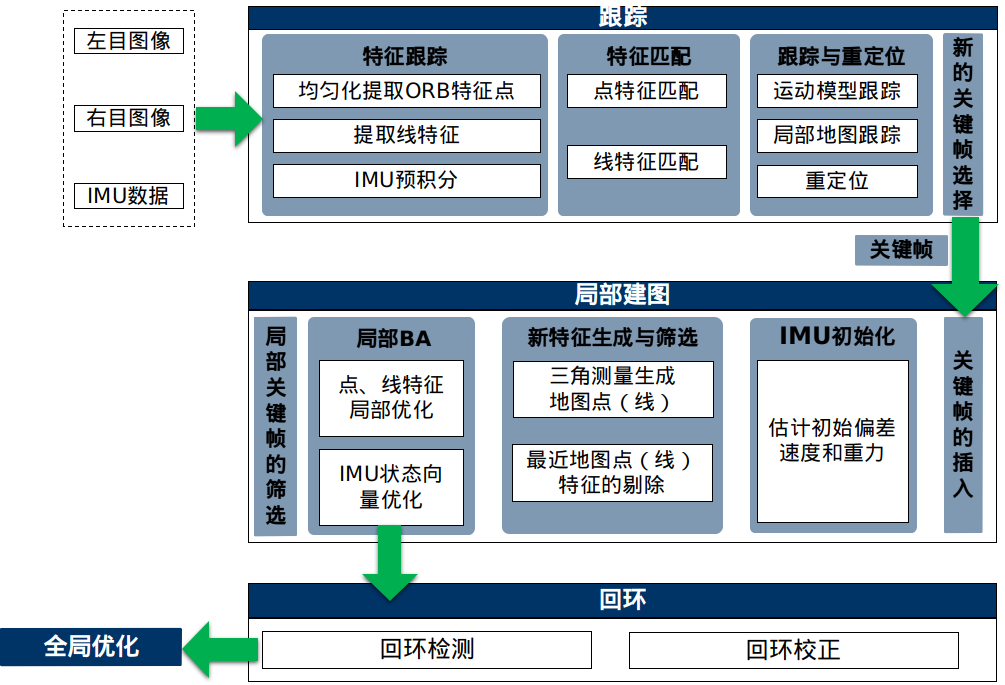 左目图像
右目图像
IMU数据
跟踪
特征跟踪
均匀化提取ORB特征点
提取线特征
IMU预积分
特征匹配
点特征匹配
线特征匹配
跟踪与重定位
运动模型跟踪
局部地图跟踪
重定位
新的关键帧选择
关键帧
局部建图
局部关键帧的筛选
局部BA
点、线特征
局部优化
IMU状态向
量优化
新特征生成与筛选
三角测量生成
地图点（线）
最近地图点（线）
特征的剔除
IMU初始化
估计初始偏差
速度和重力
关键帧的插入
回环
回环检测
回环校正
全局优化